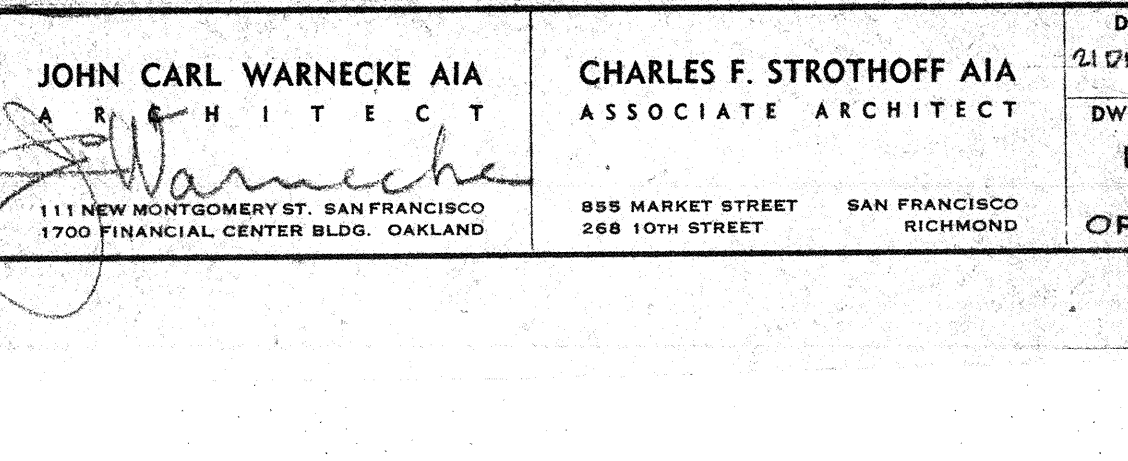 JOHN CARL WARNECKE AIA
ARCHITECT
J Warnecke
111 NEW MONTGOMERY ST. SAN FRANCISCO
1700 FINANCIAL CENTER BLDG. OAKLAND
CHARLES F. STROTHOFF AIA
ASSOCIATE ARCHITECT
855 MARKET STREET SAN FRANCISCO
268 10TH STREET RICHMOND
DW